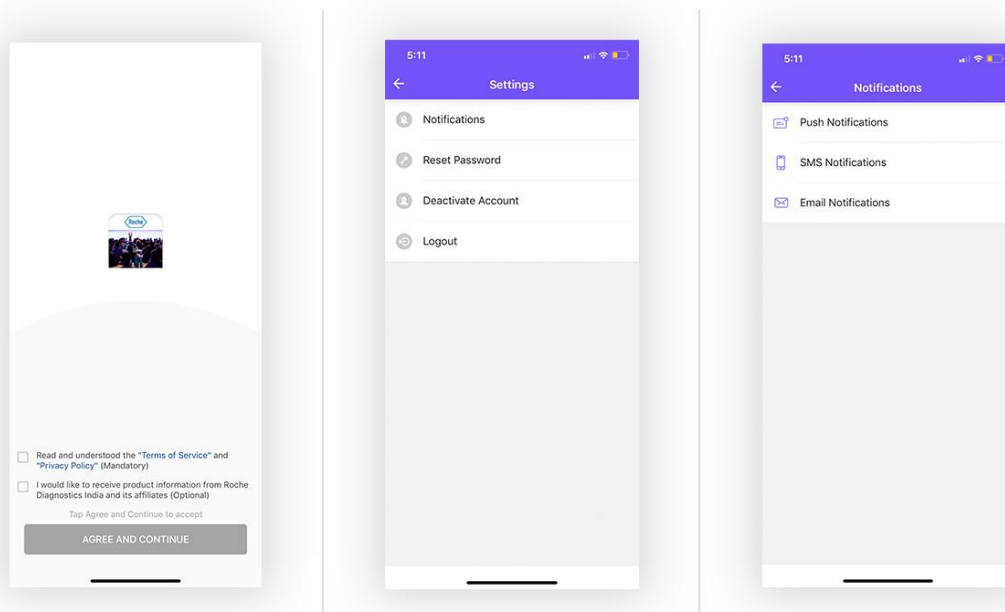 Roche
Read and understood the "Terms of Service" and
"Privacy Policy" (Mandatory)
I would like to receive product information from Roche
Diagnostics India and its affiliates (Optional)
Tap Agree and Continue to accept
AGREE AND CONTINUE
5:11
Settings
Notifications
Reset Password
Deactivate Account
Logout
5:11
Notifications
Push Notifications
SMS Notifications
Email Notifications